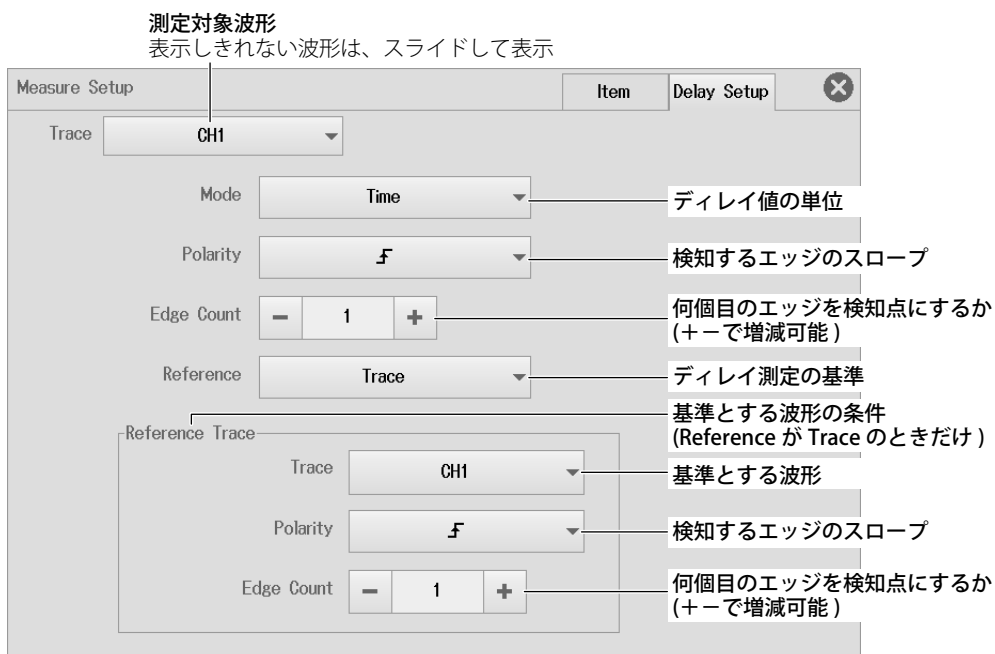 測定対象波形
表示しきれない波形は、スライドして表示
Measure Setup
Item
Delay Setup
Trace
CH1
Mode
Time
ディレイ値の単位
Polarity
検知するエッジのスロープ
Edge Count
1
何個目のエッジを検知点にするか
(+-で増減可能)
Reference
Trace
ディレイ測定の基準
基準とする波形の条件
(Reference が Trace のときだけ)
Reference Trace
Trace
CH1
基準とする波形
Polarity
検知するエッジのスロープ
Edge Count
1
何個目のエッジを検知点にするか
(+-で増減可能)